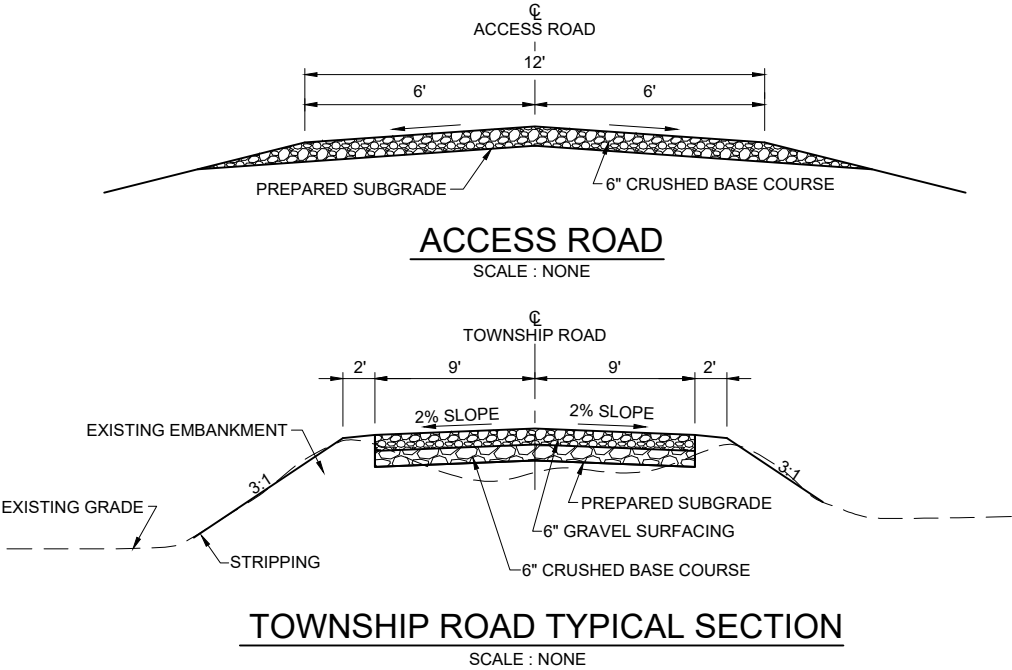 ℄
ACCESS ROAD
12'
6' 6'
PREPARED SUBGRADE 6" CRUSHED BASE COURSE
ACCESS ROAD
SCALE : NONE
℄
TOWNSHIP ROAD
2' 9' 9' 2'
2% SLOPE 2% SLOPE
EXISTING EMBANKMENT
3:1 3:1
EXISTING GRADE PREPARED SUBGRADE
6" GRAVEL SURFACING
STRIPPING
6" CRUSHED BASE COURSE
TOWNSHIP ROAD TYPICAL SECTION
SCALE : NONE